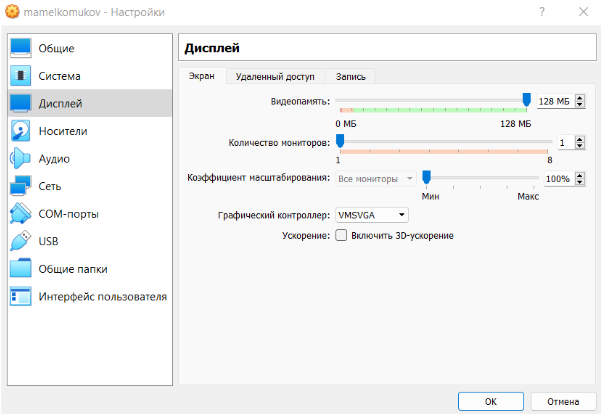 mamelkomukov - Настройки
?
Общие
Система
Дисплей
Носители
Аудио
Сеть
COM-порты
USB
Общие папки
Интерфейс пользователя
Дисплей
Экран Удаленный доступ Запись
Видеопамять: 128 МБ
0 МБ 128 МБ
Количество мониторов: 1
1 8
Коэффициент масштабирования: Все мониторы 100%
Мин Макс
Графический контроллер: VMSVGA
Ускорение: Включить 3D-ускорение
OK Отмена